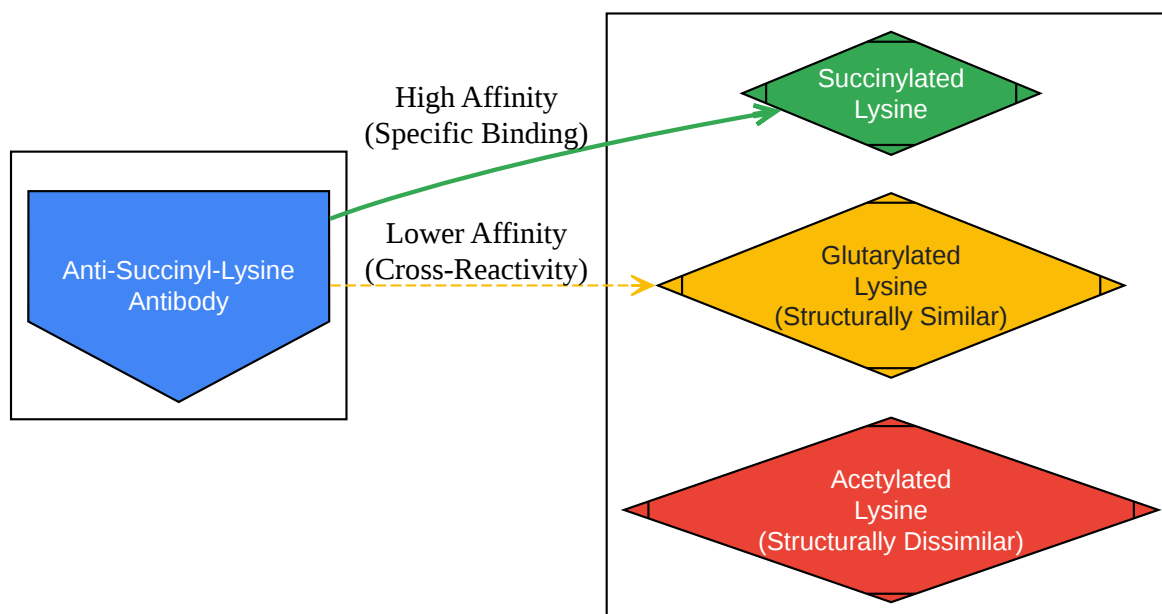 High Affinity
(Specific Binding)
Lower Affinity
(Cross-Reactivity)
Anti-Succinyl-Lysine
Antibody
Succinylated
Lysine
Glutarylated
Lysine
(Structurally Similar)
Acetylated
Lysine
(Structurally Dissimilar)